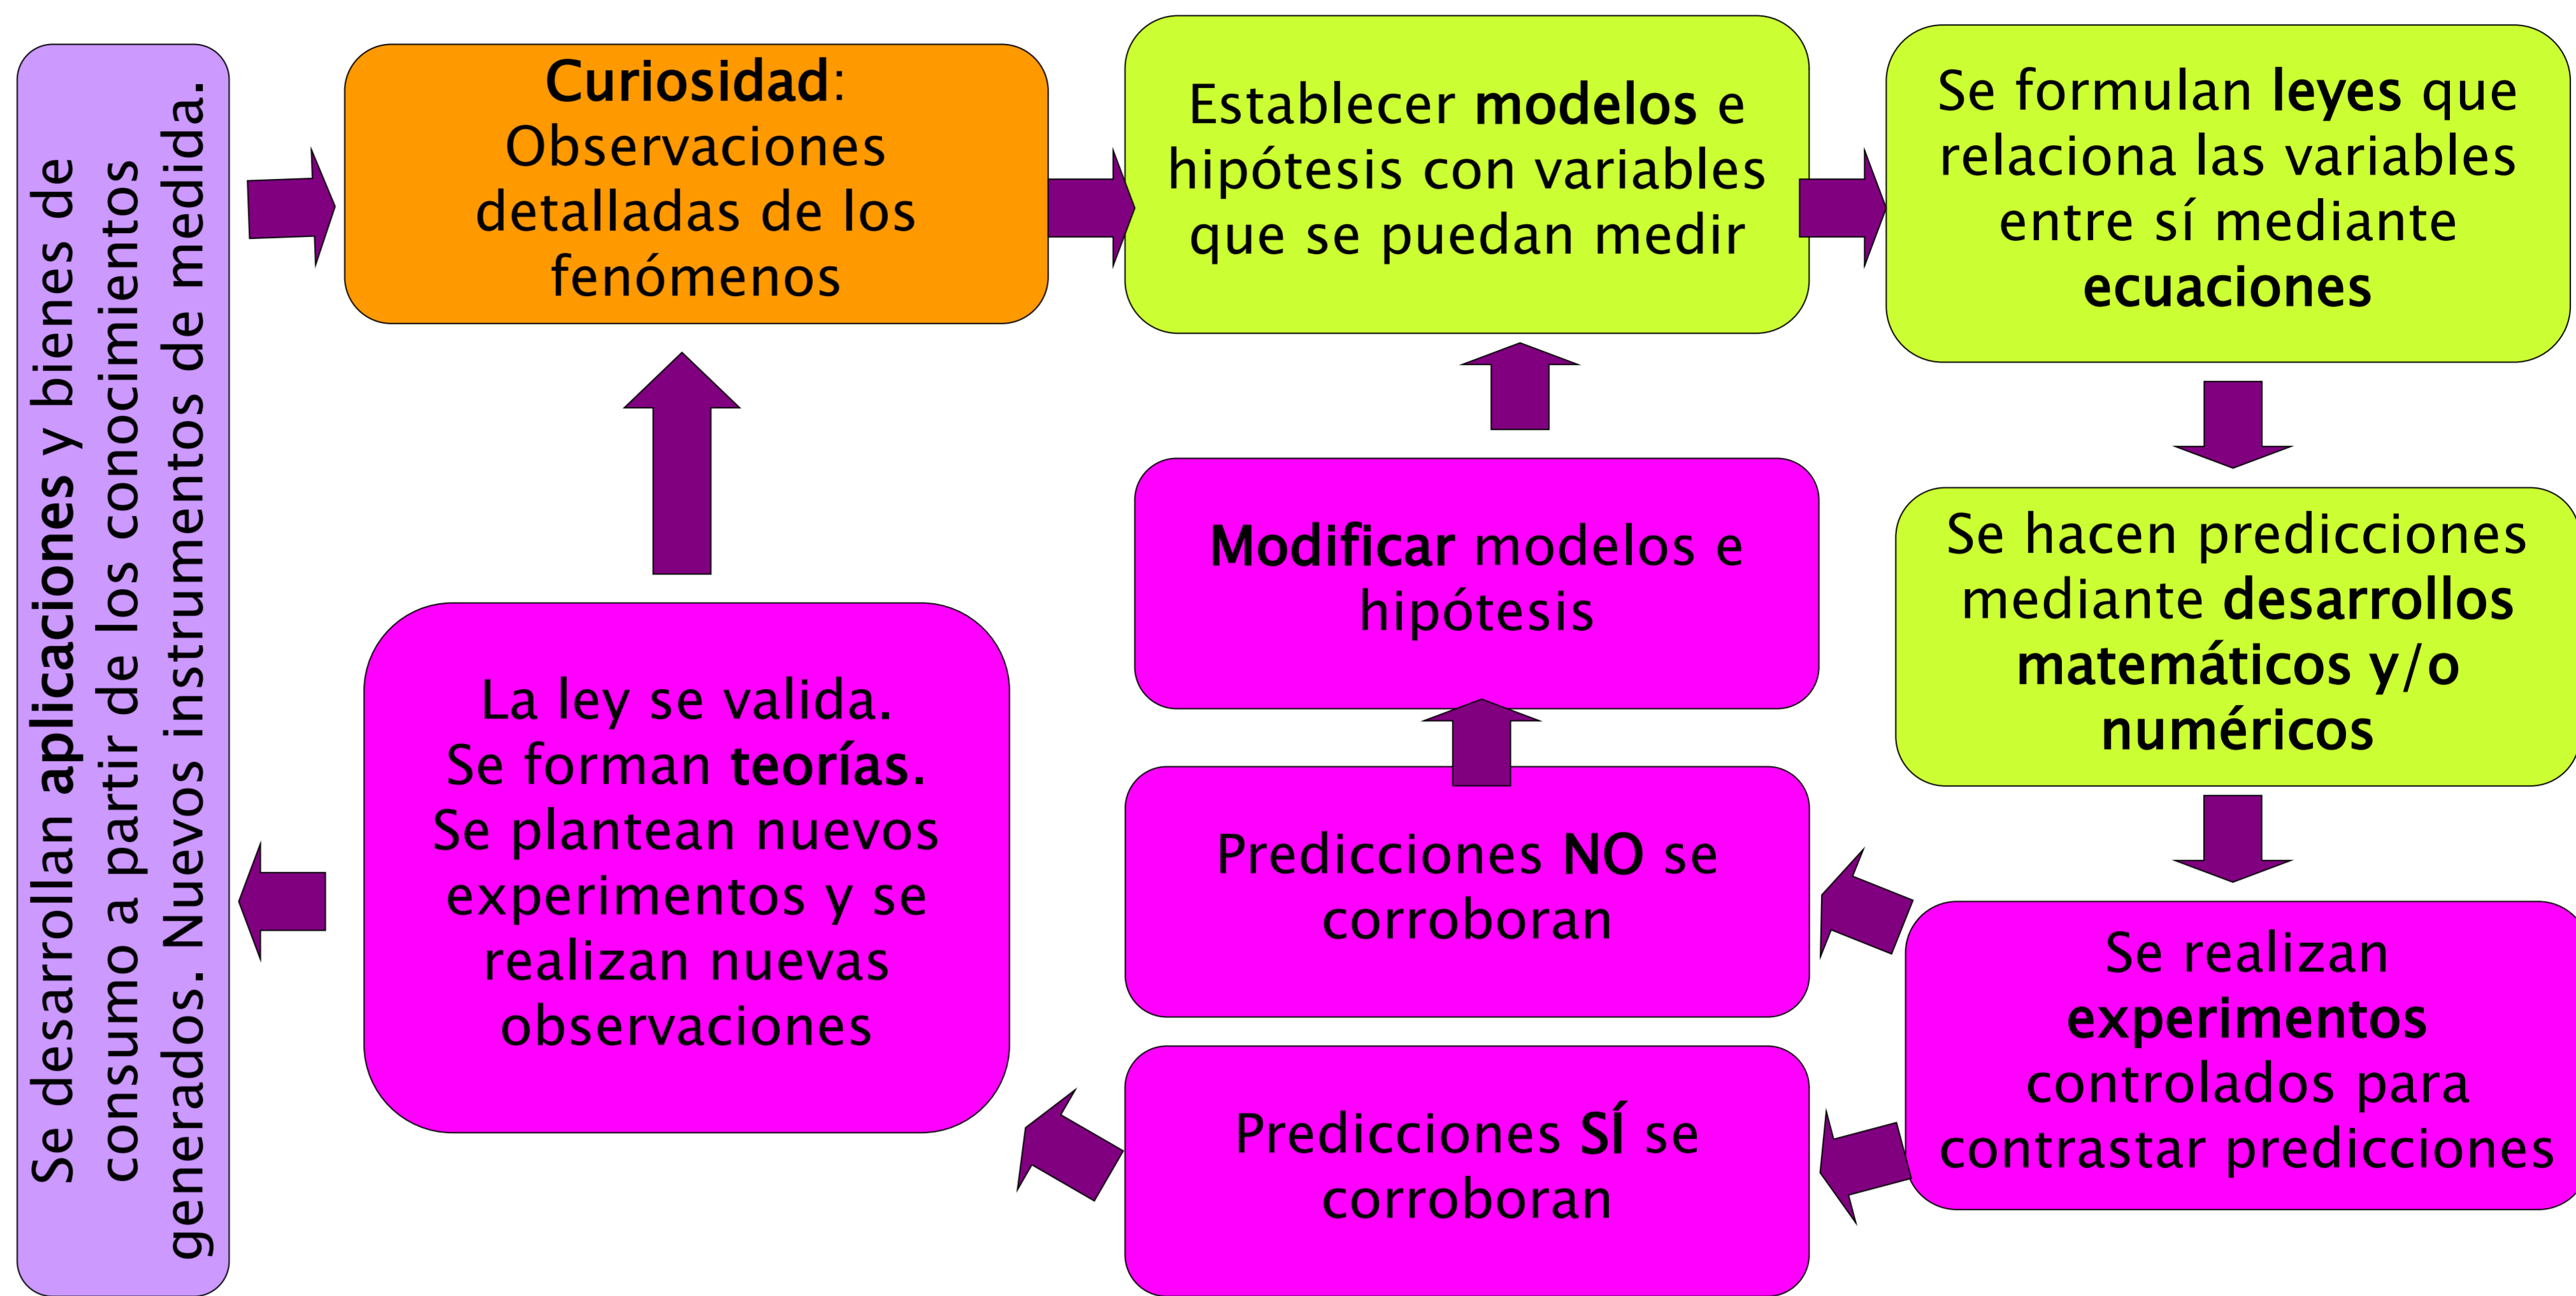 Se desarrollan aplicaciones y bienes de
consumo a partir de los conocimientos
generados. Nuevos instrumentos de medida.
Curiosidad:
Observaciones
detalladas de los
fenómenos
Establecer modelos e
hipótesis con variables
que se puedan medir
Se formulan leyes que
relaciona las variables
entre sí mediante
ecuaciones
Se hacen predicciones
mediante desarrollos
matemáticos y/o
numéricos
Se realizan
experimentos
controlados para
contrastar predicciones
Predicciones NO se
corroboran
Modificar modelos e
hipótesis
Predicciones SÍ se
corroboran
La ley se valida.
Se forman teorías.
Se plantean nuevos
experimentos y se
realizan nuevas
observaciones